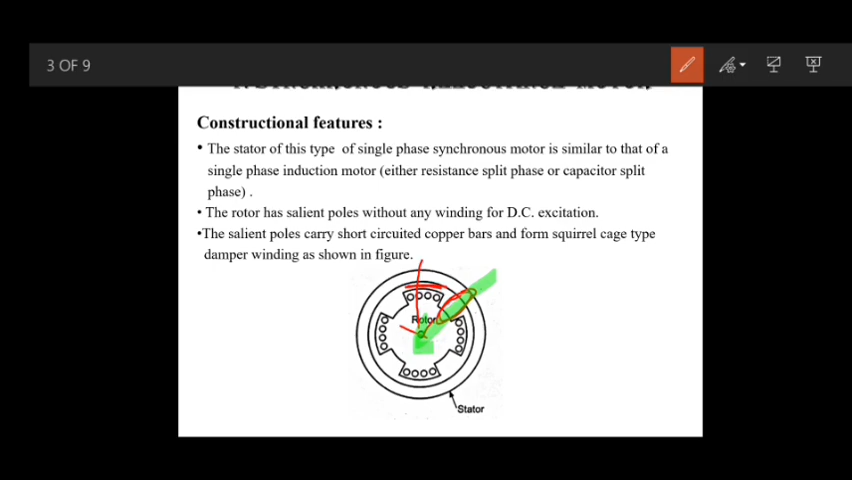 3 OF 9
Constructional features :
• The stator of this type of single phase synchronous motor is similar to that of a
single phase induction motor (either resistance split phase or capacitor split
phase) .
• The rotor has salient poles without any winding for D.C. excitation.
•The salient poles carry short circuited copper bars and form squirrel cage type
damper winding as shown in figure.
Rotor
Stator